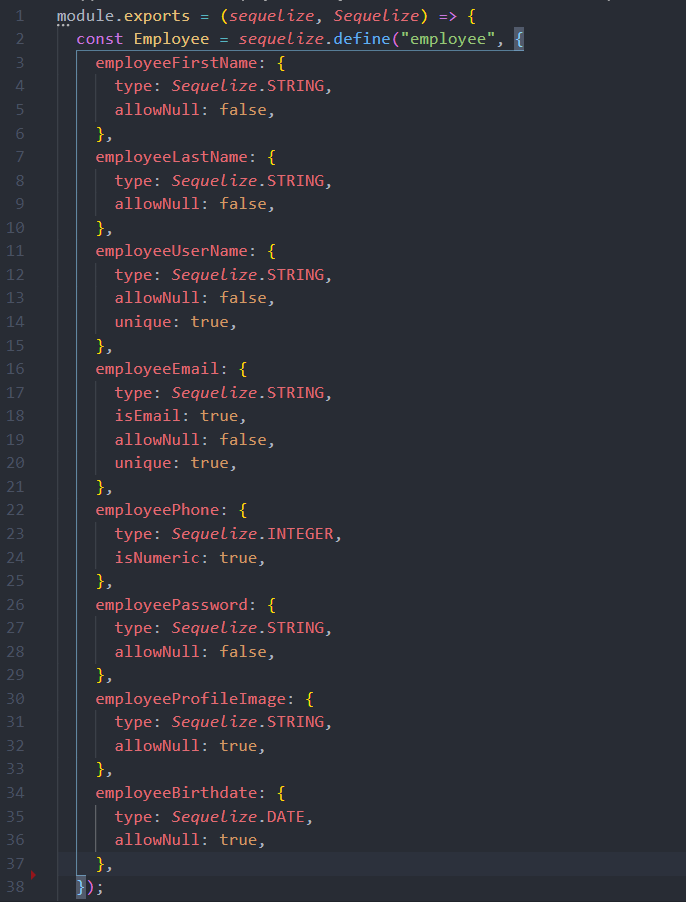 1 module.exports = (sequelize, Sequelize) => {
2 const Employee = sequelize.define("employee", {
3 employeeFirstName: {
4 type: Sequelize.STRING,
5 allowNull: false,
6 },
7 employeeLastName: {
8 type: Sequelize.STRING,
9 allowNull: false,
10 },
11 employeeUserName: {
12 type: Sequelize.STRING,
13 allowNull: false,
14 unique: true,
15 },
16 employeeEmail: {
17 type: Sequelize.STRING,
18 isEmail: true,
19 allowNull: false,
20 unique: true,
21 },
22 employeePhone: {
23 type: Sequelize.INTEGER,
24 isNumeric: true,
25 },
26 employeePassword: {
27 type: Sequelize.STRING,
28 allowNull: false,
29 },
30 employeeProfileImage: {
31 type: Sequelize.STRING,
32 allowNull: true,
33 },
34 employeeBirthdate: {
35 type: Sequelize.DATE,
36 allowNull: true,
37 },
38 });